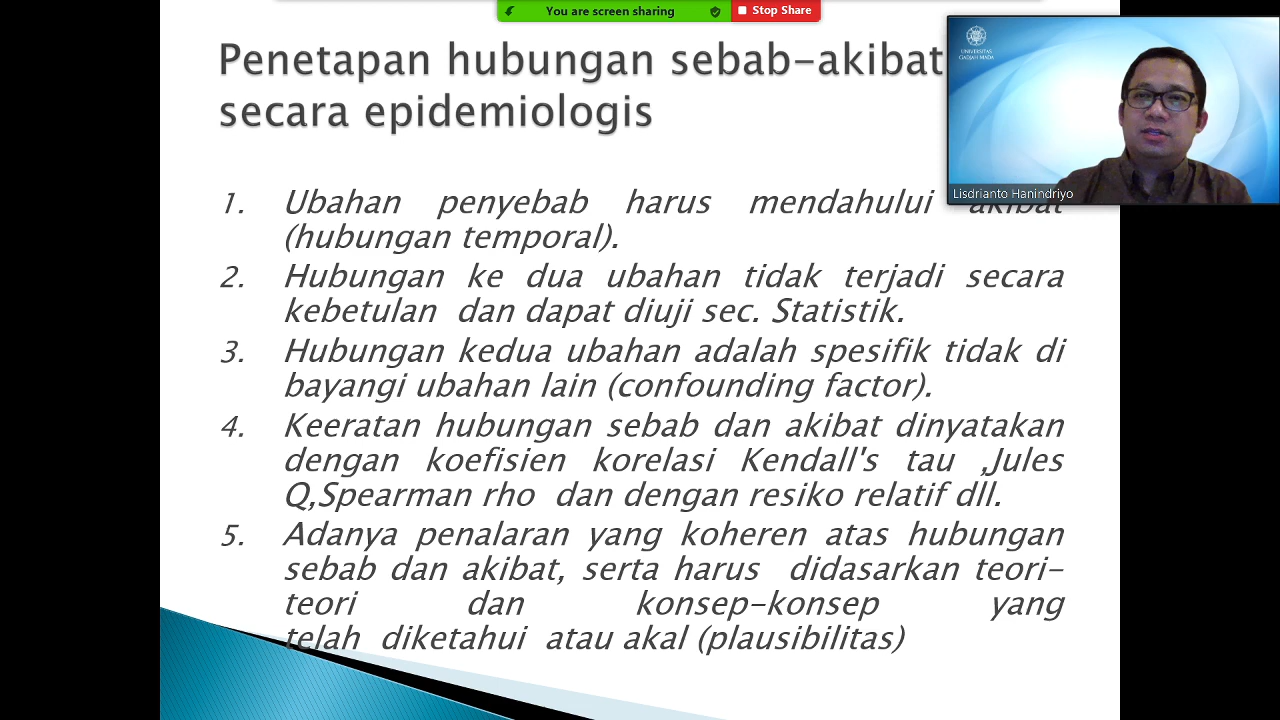 You are screen sharing
Stop Share
Penetapan hubungan sebab-akibat
secara epidemiologis
UNIVERSITAS
GADJAH MADA
Lisdrianto Hanindriyo
1. Ubahan penyebab harus mendahului akibat
(hubungan temporal).
2. Hubungan ke dua ubahan tidak terjadi secara
kebetulan dan dapat diuji sec. Statistik.
3. Hubungan kedua ubahan adalah spesifik tidak di
bayangi ubahan lain (confounding factor).
4. Keeratan hubungan sebab dan akibat dinyatakan
dengan koefisien korelasi Kendall's tau ,Jules
Q,Spearman rho dan dengan resiko relatif dll.
5. Adanya penalaran yang koheren atas hubungan
sebab dan akibat, serta harus didasarkan teori-
teori dan konsep-konsep yang
telah diketahui atau akal (plausibilitas)